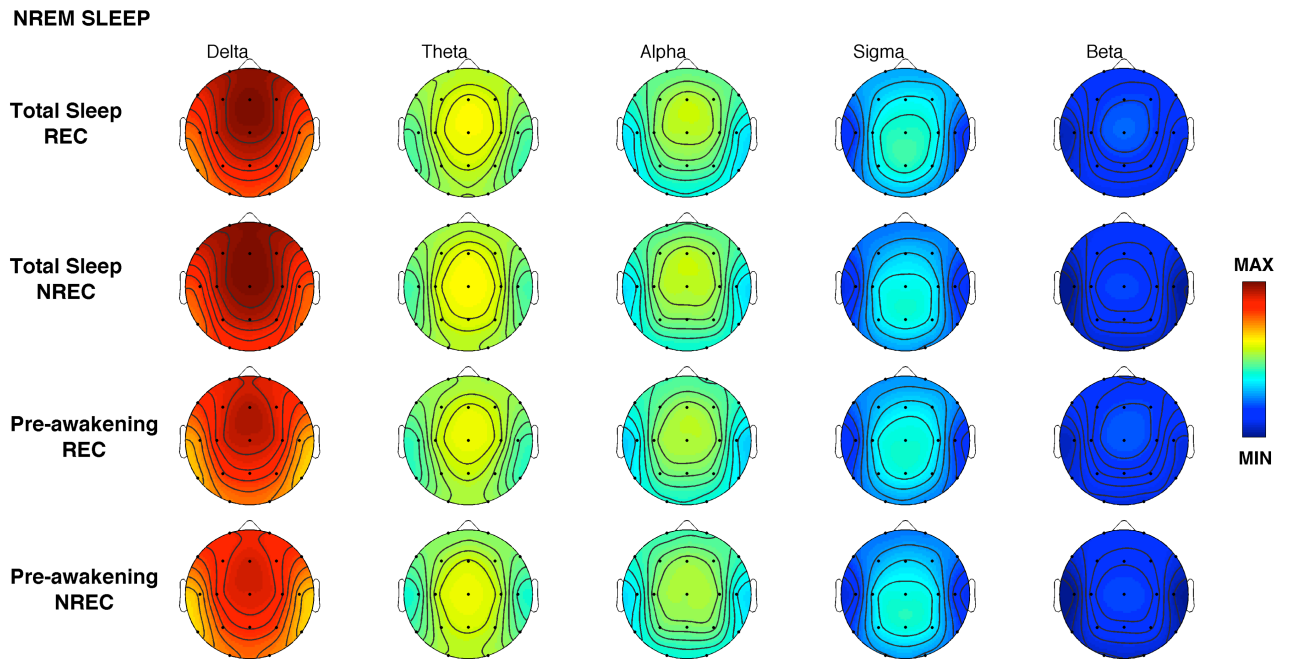 NREM SLEEP
Delta Theta Alpha Sigma Beta
Total Sleep
REC
Total Sleep
NREC
MAX
Pre-awakening
REC
MIN
Pre-awakening
NREC